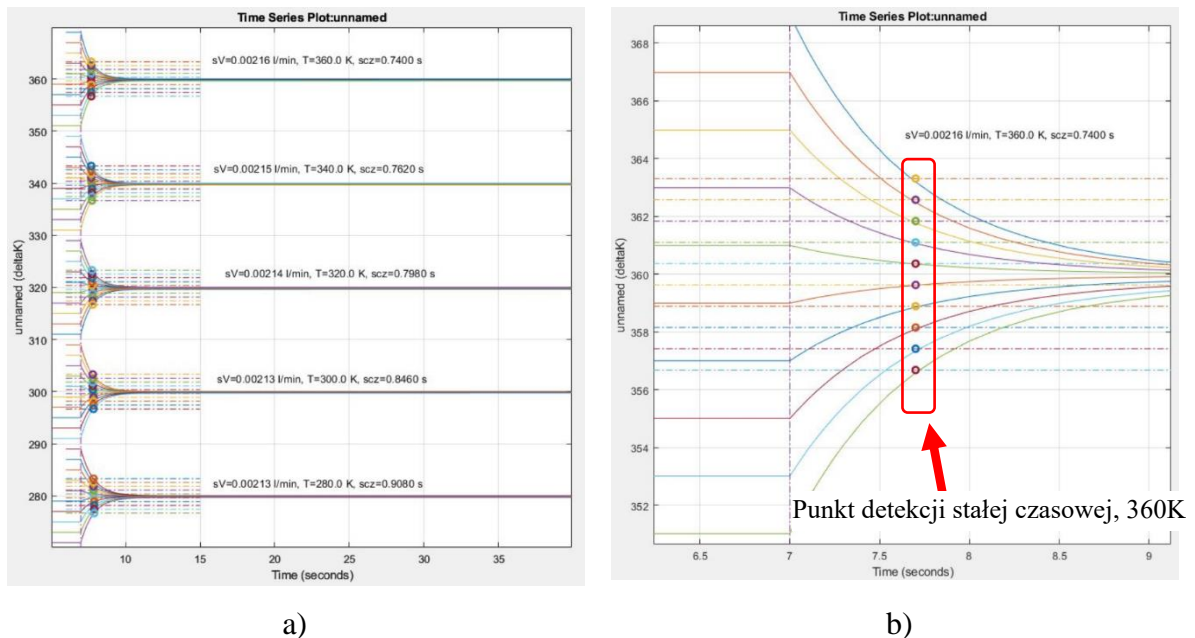 Time Series Plot:unnamed
unnamed (deltaK)
360
350
340
330
320
310
300
290
280
sV=0.00216 l/min, T=360.0 K, scz=0.7400 s
sV=0.00215 l/min, T=340.0 K, scz=0.7620 s
sV=0.00214 l/min, T=320.0 K, scz=0.7980 s
sV=0.00213 l/min, T=300.0 K, scz=0.8460 s
sV=0.00213 l/min, T=280.0 K, scz=0.9080 s
10 15 20 25 30 35
Time (seconds)
a)
Time Series Plot:unnamed
unnamed (deltaK)
368
366
364
362
360
358
356
354
352
sV=0.00216 l/min, T=360.0 K, scz=0.7400 s
Punkt detekcji stałej czasowej, 360K
6.5 7 7.5 8 8.5 9
Time (seconds)
b)